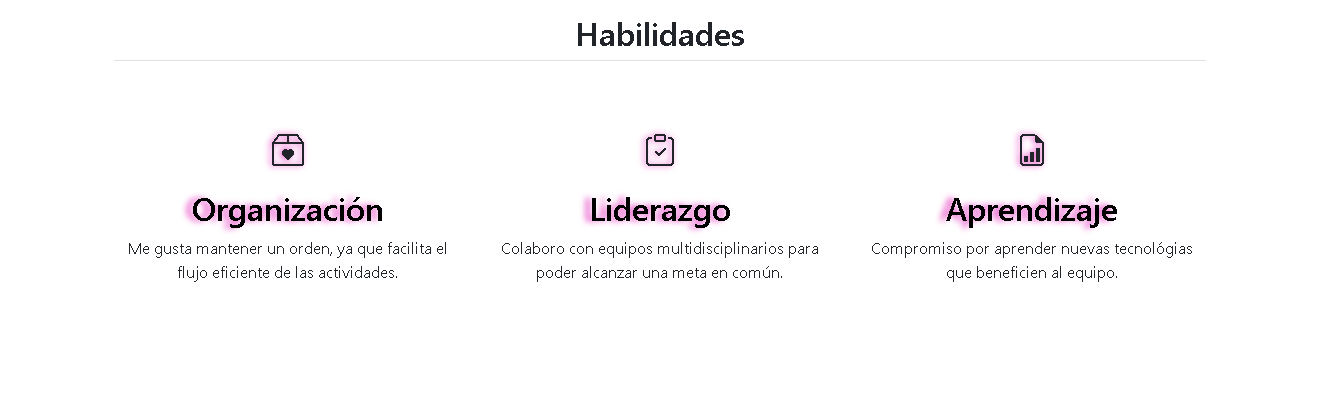 Habilidades
Organización
Me gusta mantener un orden, ya que facilita el
flujo eficiente de las actividades.
Liderazgo
Colaboro con equipos multidisciplinarios para
poder alcanzar una meta en común.
Aprendizaje
Compromiso por aprender nuevas tecnológias
que beneficien al equipo.